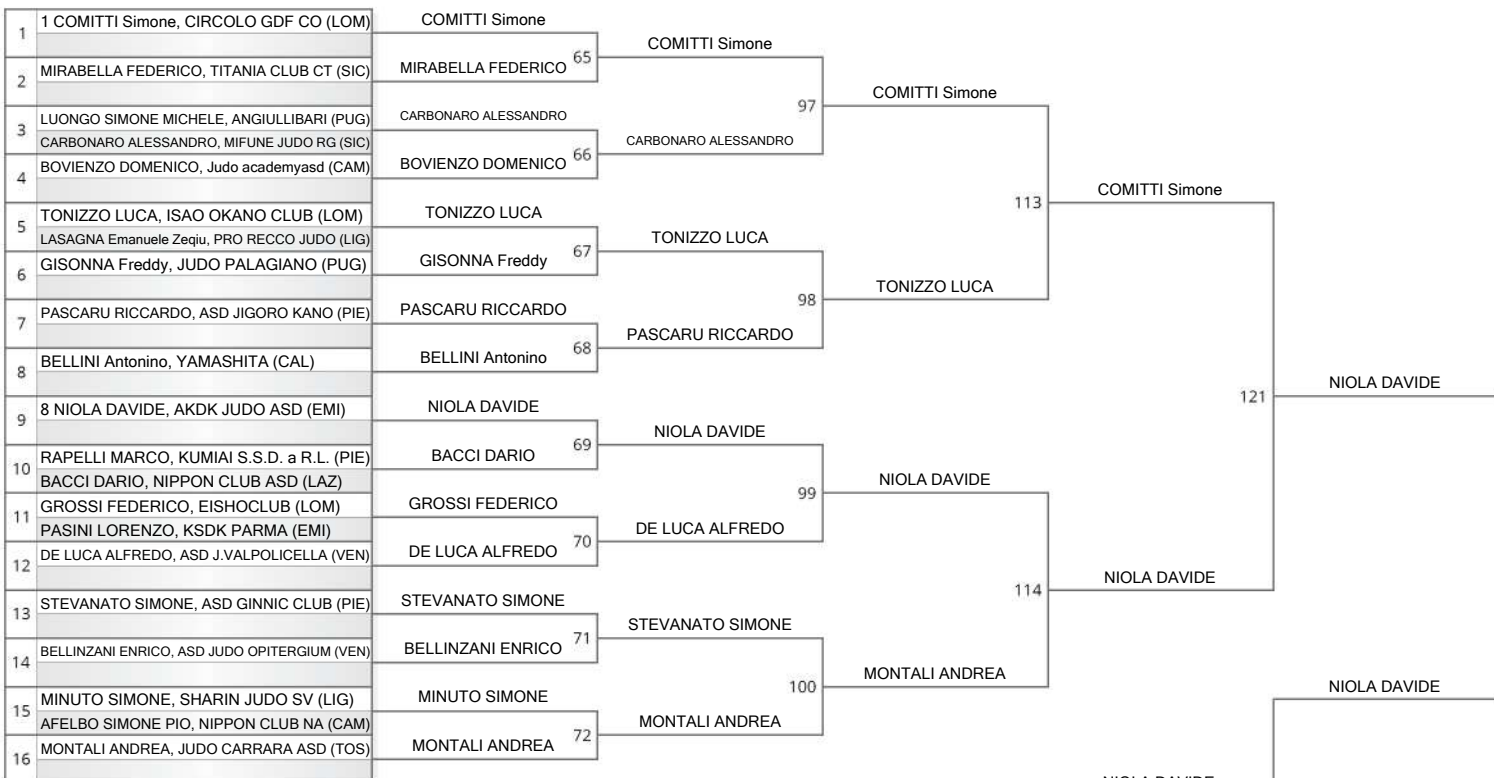 1
1 COMITTI Simone, CIRCOLO GDF CO (LOM)
2
MIRABELLA FEDERICO, TITANIA CLUB CT (SIC)
3
LUONGO SIMONE MICHELE, ANGIULLIBARI (PUG)
CARBONARO ALESSANDRO, MIFUNE JUDO RG (SIC)
4
BOVIENZO DOMENICO, Judo academyasd (CAM)
5
TONIZZO LUCA, ISAO OKANO CLUB (LOM)
LASAGNA Emanuele Zeqiu, PRO RECCO JUDO (LIG)
6
GISONNA Freddy, JUDO PALAGIANO (PUG)
7
PASCARU RICCARDO, ASD JIGORO KANO (PIE)
8
BELLINI Antonino, YAMASHITA (CAL)
9
8 NIOLA DAVIDE, AKDK JUDO ASD (EMI)
10
RAPELLI MARCO, KUMIAI S.S.D. a R.L. (PIE)
BACCI DARIO, NIPPON CLUB ASD (LAZ)
11
GROSSI FEDERICO, EISHOCLUB (LOM)
PASINI LORENZO, KSDK PARMA (EMI)
12
DE LUCA ALFREDO, ASD J.VALPOLICELLA (VEN)
13
STEVANATO SIMONE, ASD GINNIC CLUB (PIE)
14
BELLINZANI ENRICO, ASD JUDO OPITERGIUM (VEN)
15
MINUTO SIMONE, SHARIN JUDO SV (LIG)
AFELBO SIMONE PIO, NIPPON CLUB NA (CAM)
16
MONTALI ANDREA, JUDO CARRARA ASD (TOS)
COMITTI Simone
65
MIRABELLA FEDERICO
CARBONARO ALESSANDRO
66
BOVIENZO DOMENICO
TONIZZO LUCA
67
GISONNA Freddy
PASCARU RICCARDO
68
BELLINI Antonino
NIOLA DAVIDE
69
BACCI DARIO
GROSSI FEDERICO
70
DE LUCA ALFREDO
STEVANATO SIMONE
71
BELLINZANI ENRICO
MINUTO SIMONE
72
MONTALI ANDREA
COMITTI Simone
97
CARBONARO ALESSANDRO
TONIZZO LUCA
98
PASCARU RICCARDO
NIOLA DAVIDE
99
DE LUCA ALFREDO
STEVANATO SIMONE
100
MONTALI ANDREA
COMITTI Simone
113
TONIZZO LUCA
NIOLA DAVIDE
114
MONTALI ANDREA
COMITTI Simone
121
NIOLA DAVIDE
NIOLA DAVIDE
NIOLA DAVIDE
NIOLA DAVIDE